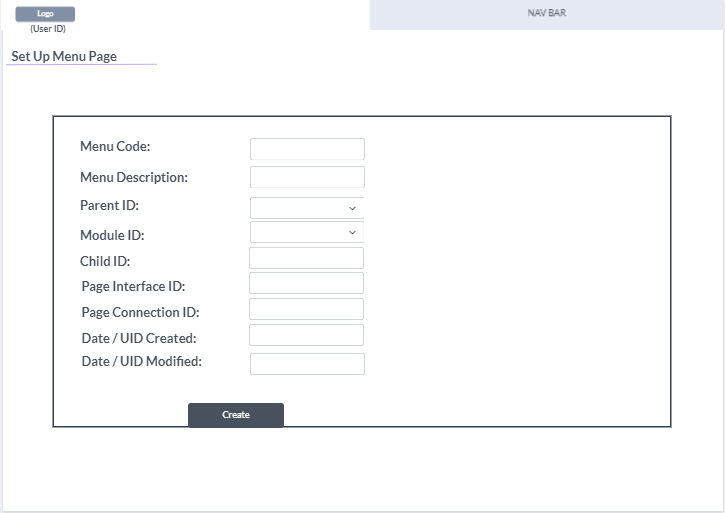 Logo
NAV BAR
(User ID)
Set Up Menu Page
Menu Code:
Menu Description:
Parent ID:
Module ID:
Child ID:
Page Interface ID:
Page Connection ID:
Date / UID Created:
Date / UID Modified:
Create